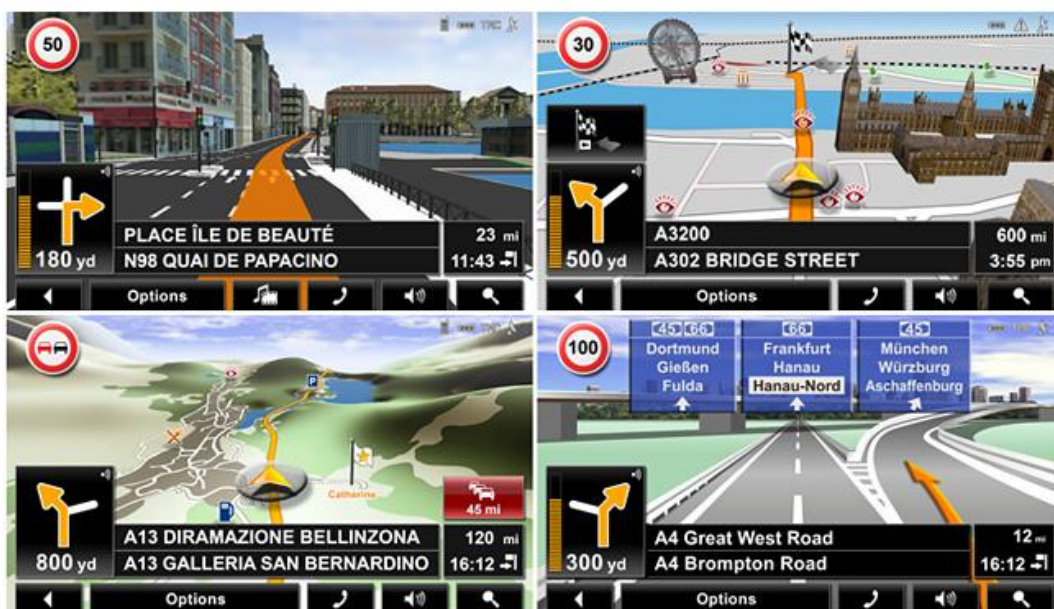 50
TMC
180 yd
PLACE ÎLE DE BEAUTÉ
23 mi
N98 QUAI DE PAPACINO
11:43
Options
30
500 yd
A3200
600 mi
A302 BRIDGE STREET
3:55 pm
Options
P
Catherine
45 mi
800 yd
A13 DIRAMAZIONE BELLINZONA
120 mi
A13 GALLERIA SAN BERNARDINO
16:12
Options
100
45 66
Dortmund
Gießen
Fulda
66
Frankfurt
Hanau
Hanau-Nord
45
München
Würzburg
Aschaffenburg
300 yd
A4 Great West Road
12 mi
A4 Brompton Road
16:12
Options